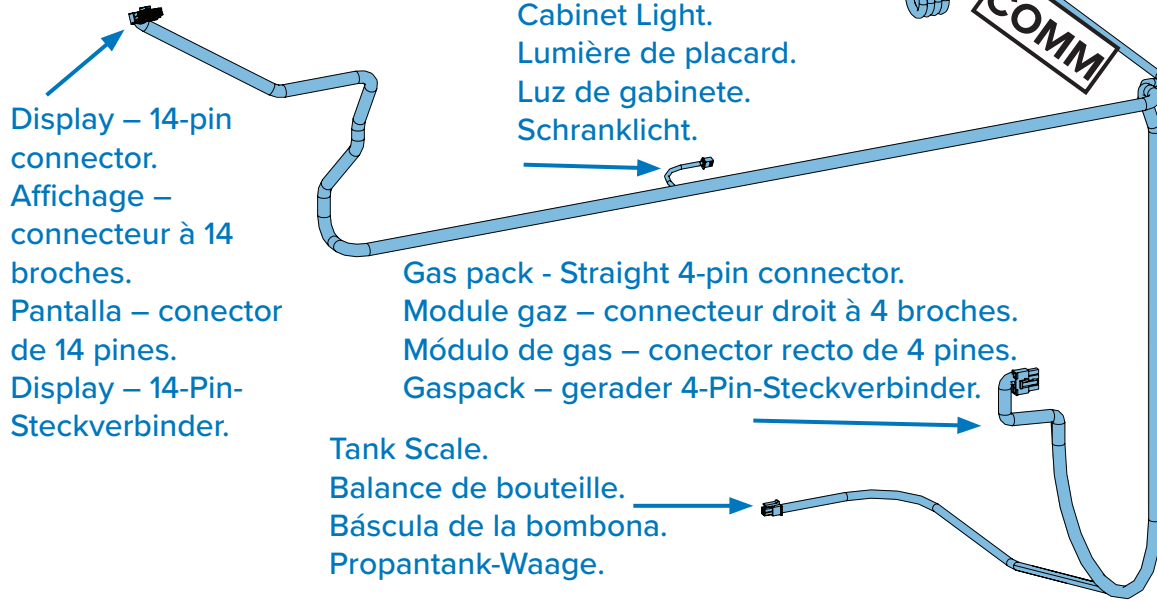 Cabinet Light.
Lumière de placard.
Luz de gabinete.
Schranklicht.
COMM
Display – 14-pin
connector.
Affichage –
connecteur à 14
broches.
Pantalla – conector
de 14 pines.
Display – 14-Pin-
Steckverbinder.
Gas pack - Straight 4-pin connector.
Module gaz – connecteur droit à 4 broches.
Módulo de gas – conector recto de 4 pines.
Gaspack – gerader 4-Pin-Steckverbinder.
Tank Scale.
Balance de bouteille.
Báscula de la bombona.
Propantank-Waage.